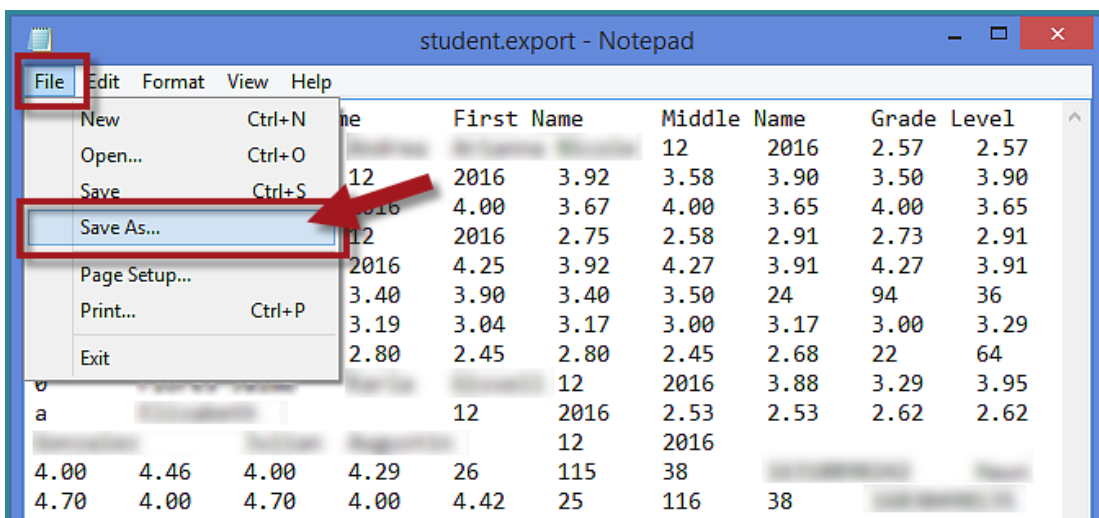 student.export - Notepad
File Edit Format View Help
me First Name Middle Name Grade Level
New Ctrl+N
12 2016 2.57 2.57
Open... Ctrl+O
12 2016 3.92 3.58 3.90 3.50 3.90
Save Ctrl+S
2016 4.00 3.67 4.00 3.65 4.00 3.65
Save As...
12 2016 2.75 2.58 2.91 2.73 2.91
2016 4.25 3.92 4.27 3.91 4.27 3.91
Page Setup...
3.40 3.90 3.40 3.50 24 94 36
Print... Ctrl+P
3.19 3.04 3.17 3.00 3.17 3.00 3.29
Exit
2.80 2.45 2.80 2.45 2.68 22 64
0 12 2016 3.88 3.29 3.95
a 12 2016 2.53 2.53 2.62 2.62
12 2016
4.00 4.46 4.00 4.29 26 115 38
4.70 4.00 4.70 4.00 4.42 25 116 38